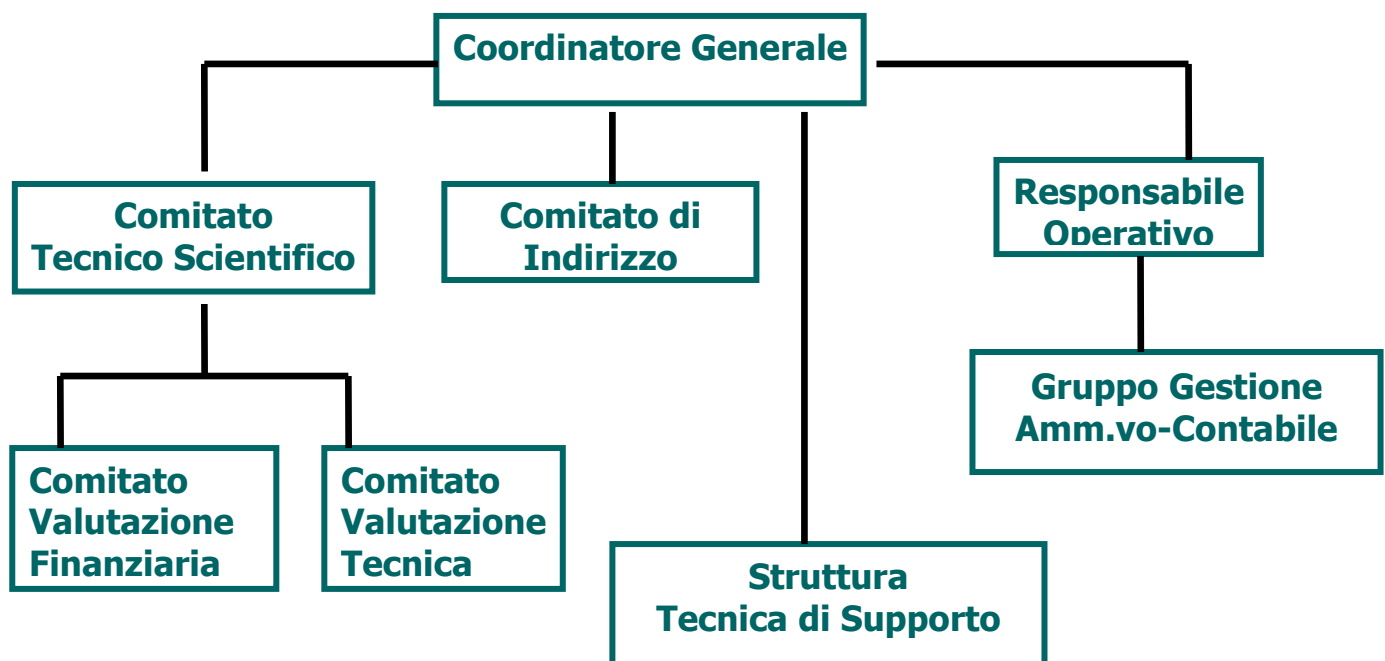 Coordinatore Generale
Comitato
Tecnico Scientifico
Comitato di
Indirizzo
Responsabile
Operativo
Gruppo Gestione
Amm.vo-Contabile
Comitato
Valutazione
Finanziaria
Comitato
Valutazione
Tecnica
Struttura
Tecnica di Supporto